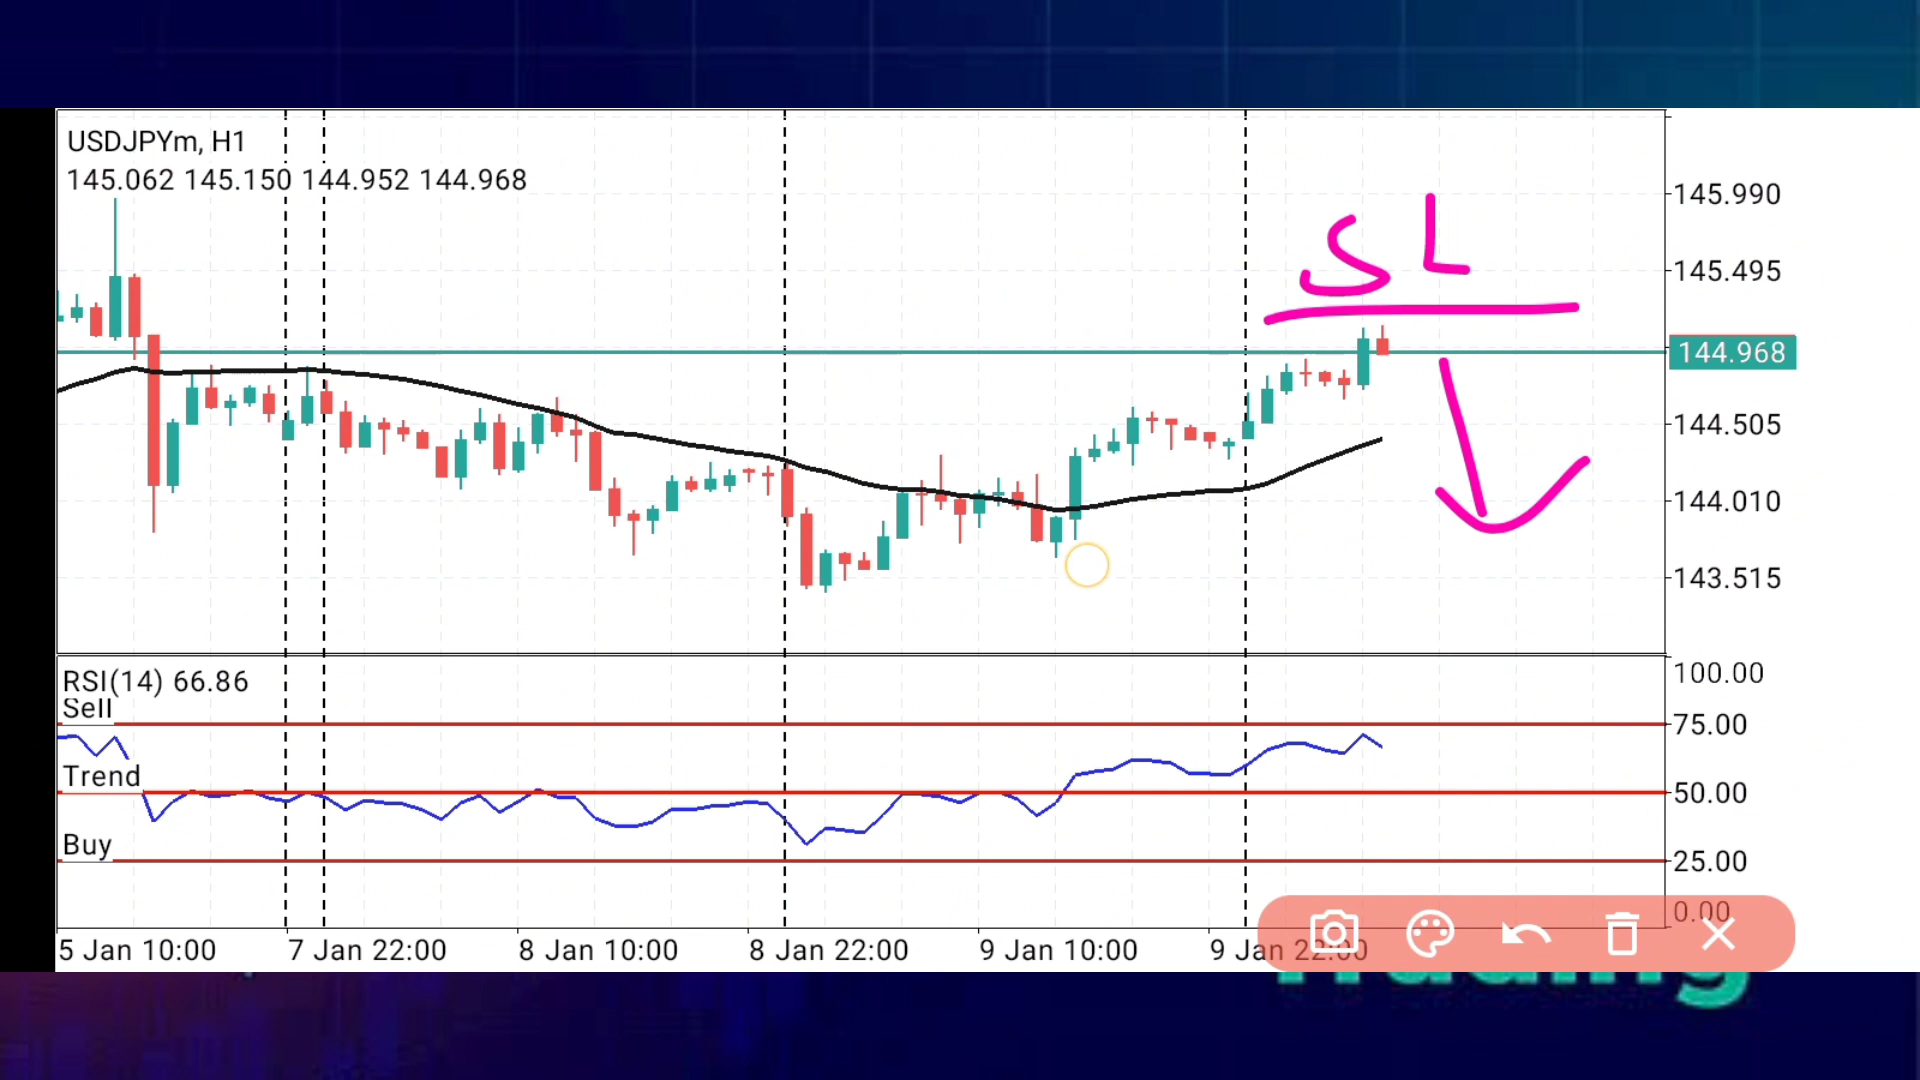 USDJPYm, H1
145.062 145.150 144.952 144.968
SL
145.990
145.495
144.968
144.505
144.010
143.515
RSI(14) 66.86
Sell
Trend
Buy
100.00
75.00
50.00
25.00
0.00
5 Jan 10:00 7 Jan 22:00 8 Jan 10:00 8 Jan 22:00 9 Jan 10:00 9 Jan 22:00